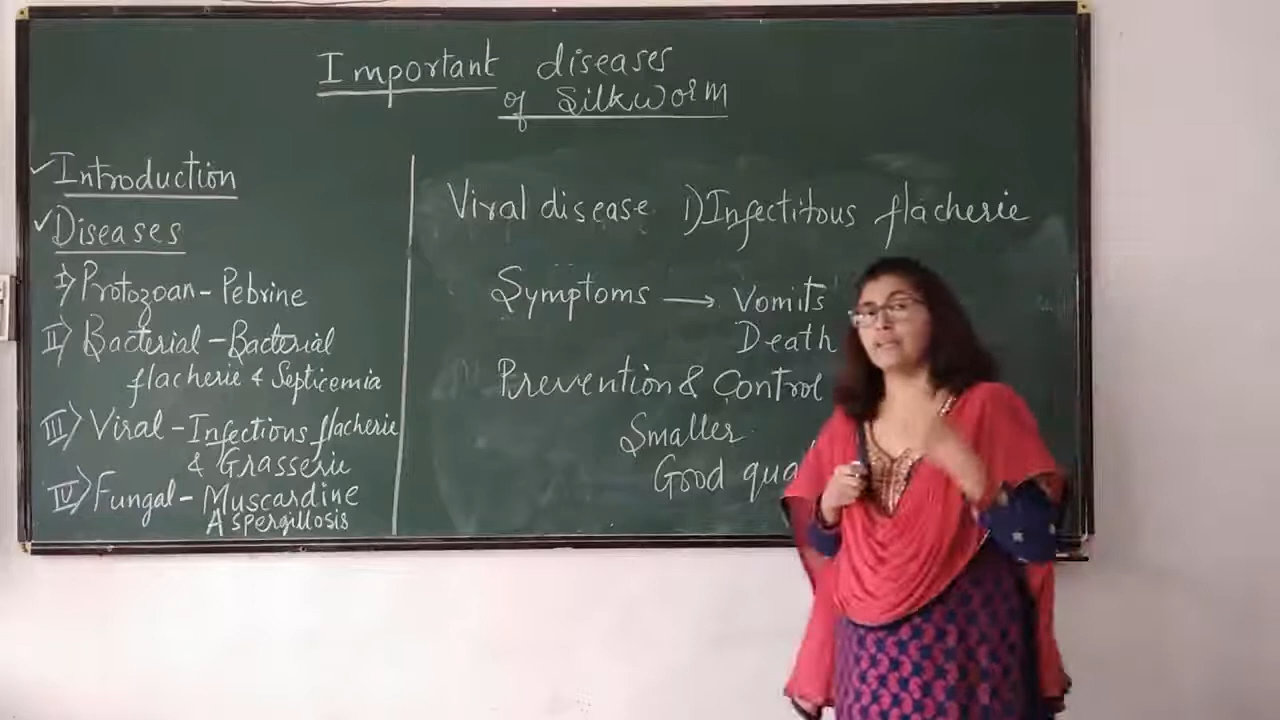 Important diseases
of Silkworm
Introduction
Diseases
I) Protozoan - Pebrine
II) Bacterial - Bacterial
flacherie & Septicemia
III) Viral - Infections flacherie
& Grasserie
IV) Fungal - Muscardine
Aspergillosis
Viral disease 1) Infectitous flacherie
Symptoms → Vomits
Death
Prevention & Control
Smaller
Good